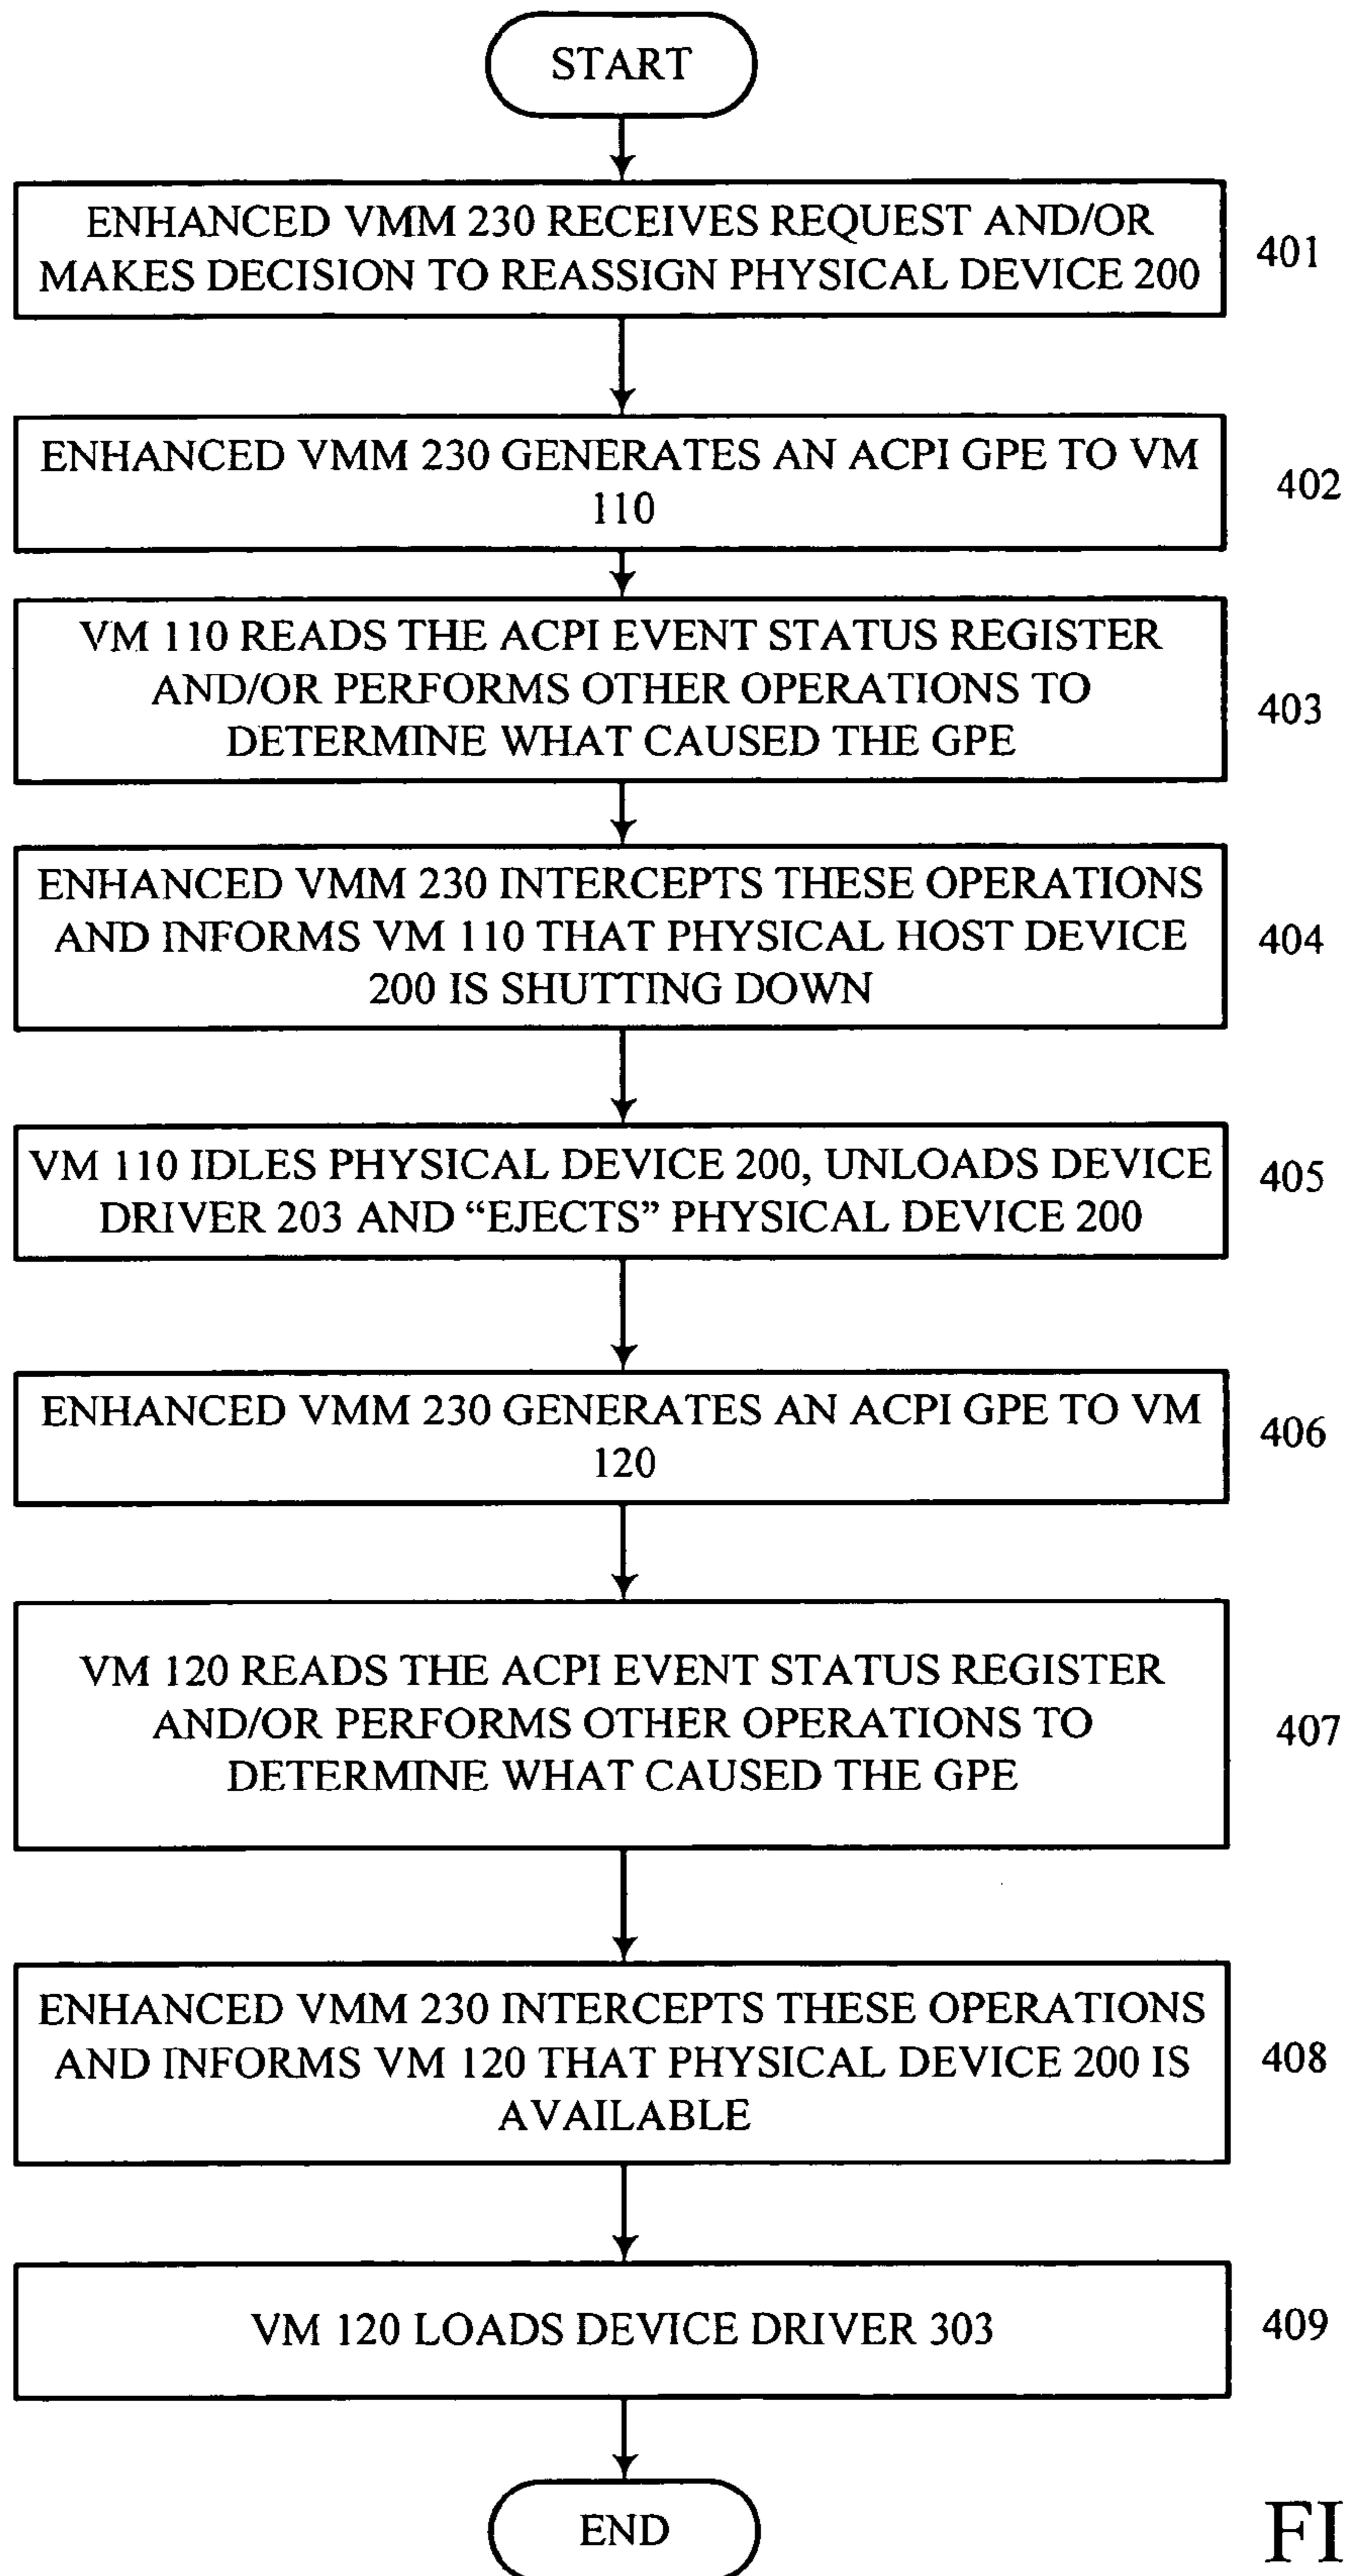 START
ENHANCED VMM 230 RECEIVES REQUEST AND/OR
MAKES DECISION TO REASSIGN PHYSICAL DEVICE 200
401
ENHANCED VMM 230 GENERATES AN ACPI GPE TO VM
110
402
VM 110 READS THE ACPI EVENT STATUS REGISTER
AND/OR PERFORMS OTHER OPERATIONS TO
DETERMINE WHAT CAUSED THE GPE
403
ENHANCED VMM 230 INTERCEPTS THESE OPERATIONS
AND INFORMS VM 110 THAT PHYSICAL HOST DEVICE
200 IS SHUTTING DOWN
404
VM 110 IDLES PHYSICAL DEVICE 200, UNLOADS DEVICE
DRIVER 203 AND “EJECTS” PHYSICAL DEVICE 200
405
ENHANCED VMM 230 GENERATES AN ACPI GPE TO VM
120
406
VM 120 READS THE ACPI EVENT STATUS REGISTER
AND/OR PERFORMS OTHER OPERATIONS TO
DETERMINE WHAT CAUSED THE GPE
407
ENHANCED VMM 230 INTERCEPTS THESE OPERATIONS
AND INFORMS VM 120 THAT PHYSICAL DEVICE 200 IS
AVAILABLE
408
VM 120 LOADS DEVICE DRIVER 303
409
END
FI